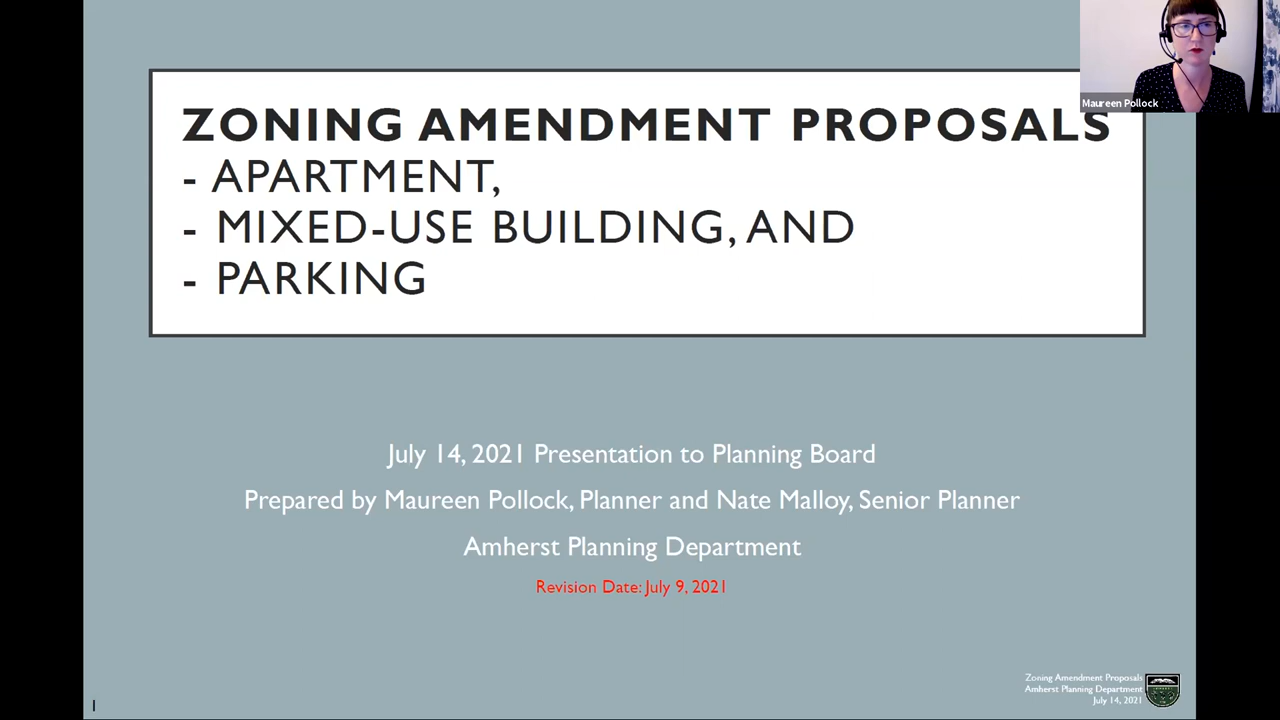 Maureen Pollock
ZONING AMENDMENT PROPOSALS
- APARTMENT,
- MIXED-USE BUILDING, AND
- PARKING
July 14, 2021 Presentation to Planning Board
Prepared by Maureen Pollock, Planner and Nate Malloy, Senior Planner
Amherst Planning Department
Revision Date: July 9, 2021
Zoning Amendment Proposals
Amherst Planning Department
July 14, 2021
1